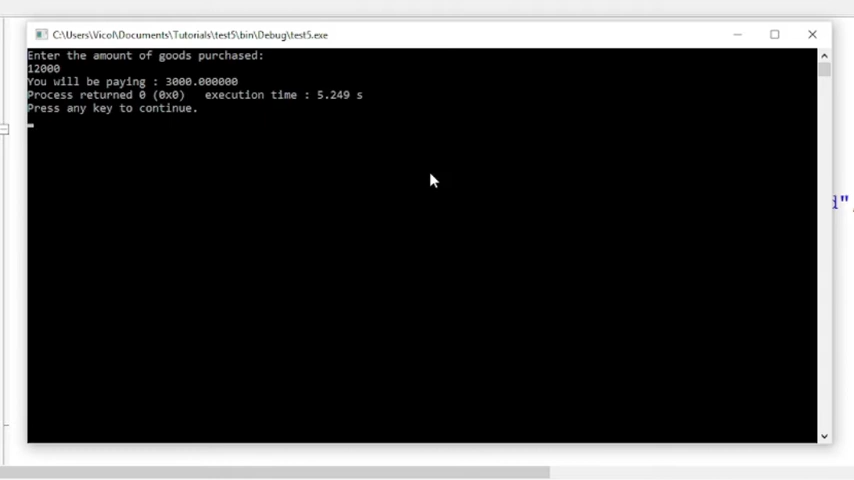 C:\Users\Vicol\Documents\Tutorials\test5\bin\Debug\test5.exe
Enter the amount of goods purchased:
12000
You will be paying : 3000.000000
Process returned 0 (0x0)   execution time : 5.249 s
Press any key to continue.
d"